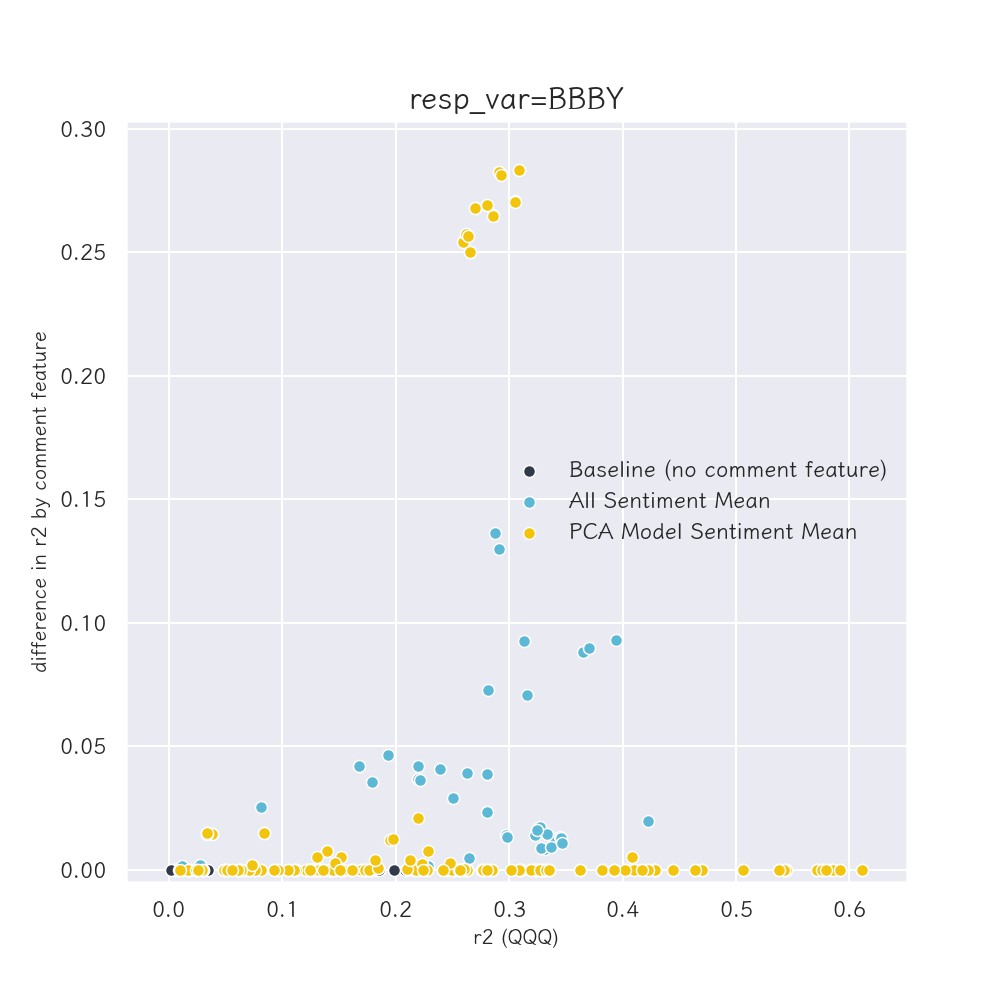 resp_var=BBBY
0.30
0.25
0.20
0.15
0.10
0.05
0.00
difference in r2 by comment feature
Baseline (no comment feature)
All Sentiment Mean
PCA Model Sentiment Mean
0.0 0.1 0.2 0.3 0.4 0.5 0.6
r2 (QQQ)